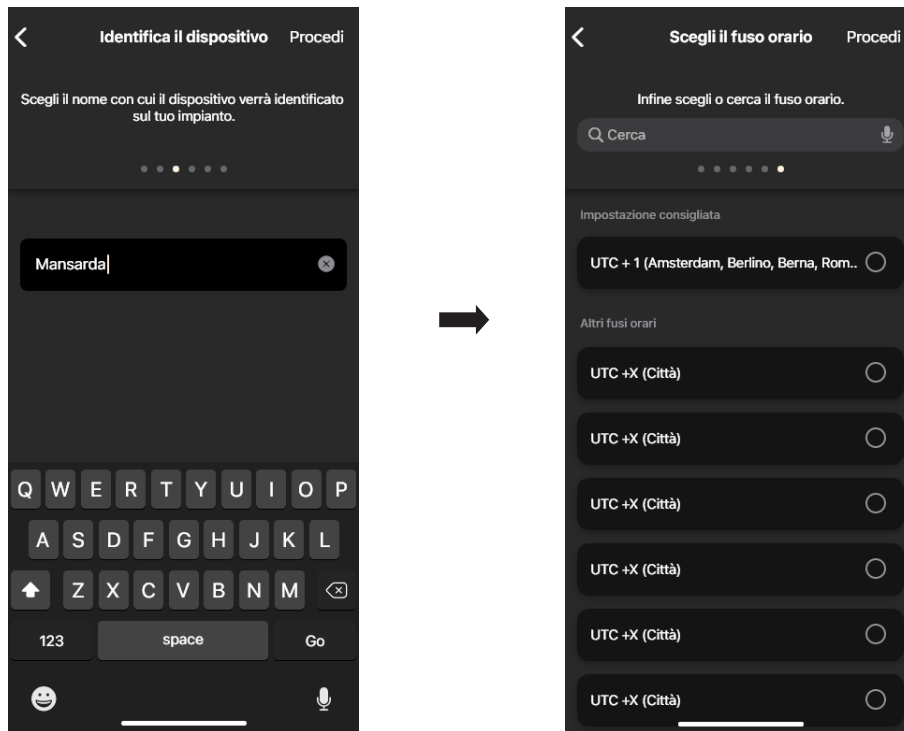 Identifica il dispositivo
Procedi
Scegli il nome con cui il dispositivo verrà identificato
sul tuo impianto.
Mansarda
Q W E R T Y U I O P
A S D F G H J K L
Z X C V B N M
123 space Go
Scegli il fuso orario
Procedi
Infine scegli o cerca il fuso orario.
Cerca
Impostazione consigliata
UTC + 1 (Amsterdam, Berlino, Berna, Rom..
Altri fusi orari
UTC +X (Città)
UTC +X (Città)
UTC +X (Città)
UTC +X (Città)
UTC +X (Città)
UTC +X (Città)